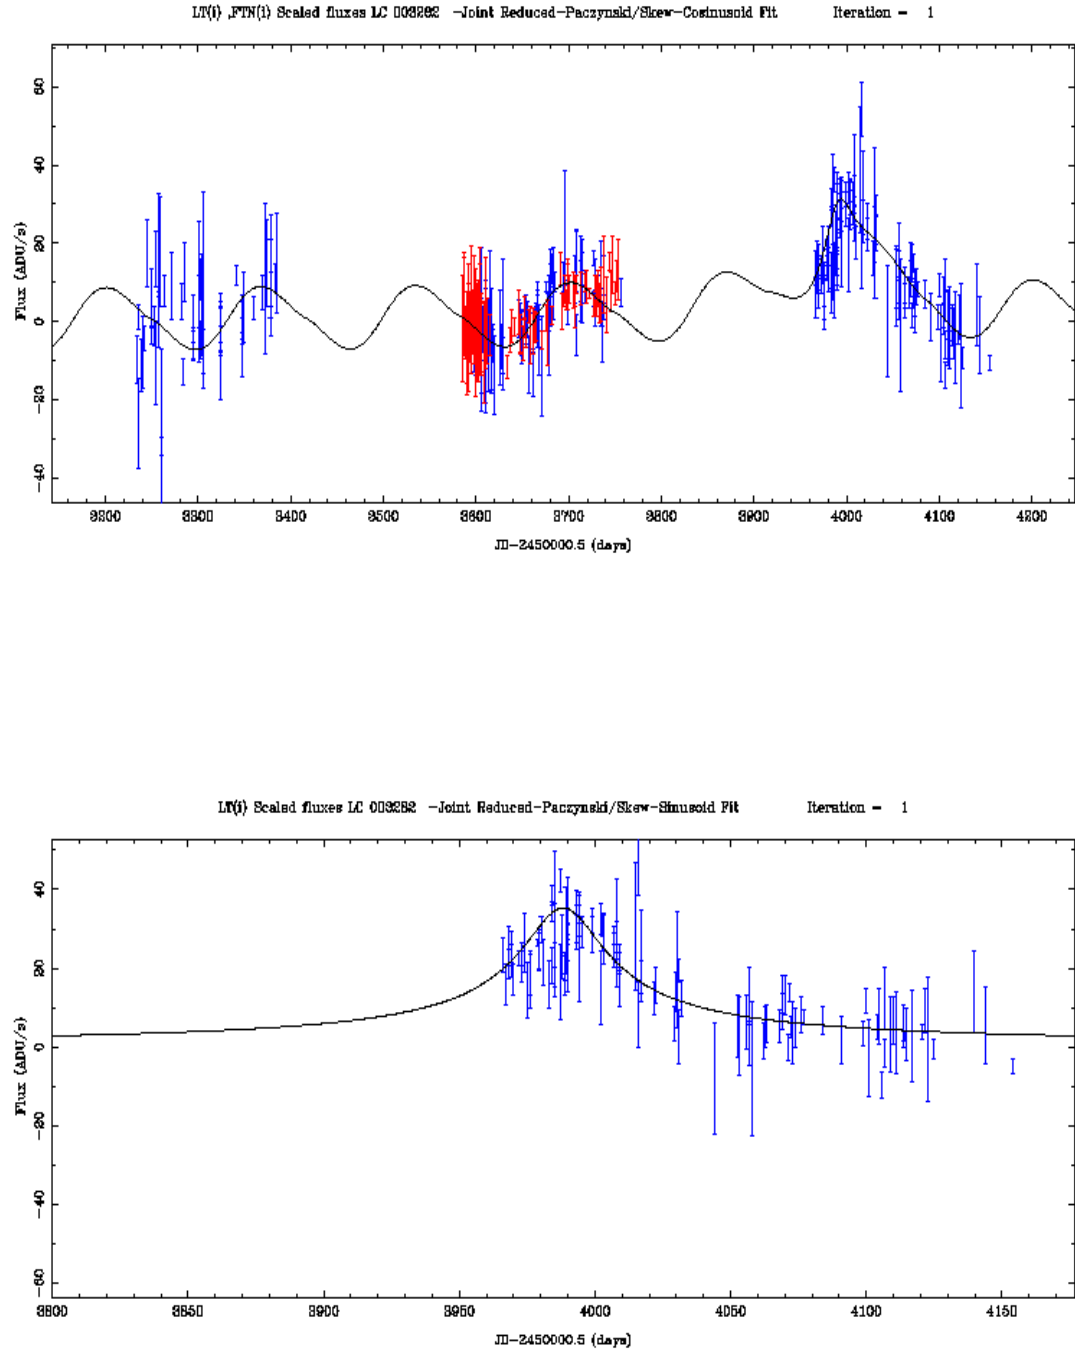 LT(i) ,FTN(i) Scaled fluxes LC 003282 -Joint Reduced-Paczynski/Skew-Cosinusoid Fit Iteration - 1
Flux (ADU/s)
60
40
20
0
-20
-40
3200 3300 3400 3500 3600 3700 3800 3900 4000 4100 4200
JD-2450000.5 (days)
LT(i) Scaled fluxes LC 003282 -Joint Reduced-Paczynski/Skew-Sinusoid Fit Iteration - 1
Flux (ADU/s)
40
20
0
-20
-40
-60
3800 3850 3900 3950 4000 4050 4100 4150
JD-2450000.5 (days)